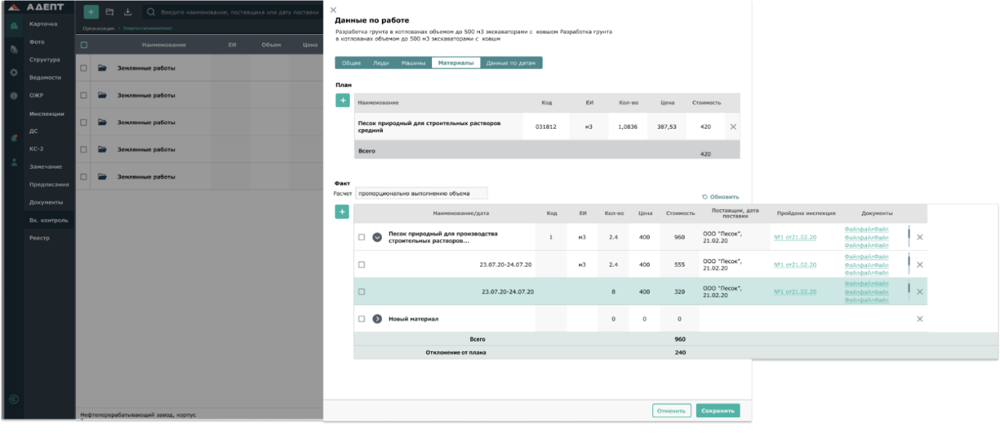 АДЕПТ
Карточка
Фото
Структура
Ведомости
ОЖР
Инспекции
ДС
КС-2
Замечание
Предписания
Документы
Вх. контроль
Реестр
Введите наименование, поставщика или дату поставки
Организация > Энергостальконплект
Наименование ЕИ Объем Цена
Землянные работы
Землянные работы
Землянные работы
Землянные работы
Землянные работы
Нефтеперерабатывающий завод, корпус
Данные по работе
Разработка грунта в котлованах объемом до 500 м3 экскаваторами с ковшом Разработка грунта
в котлованах объемом до 500 м3 экскаваторами с ковшм
Общее Люди Машины Материалы Данные по датам
План
Наименование Код ЕИ Кол-во Цена Стоимость
Песок природный для строительных растворов
средний 031812 м3 1,0836 387,53 420
Всего 420
Факт
Расчет пропорционально выполнению объема Обновить
Наименование/дата Код ЕИ Кол-во Цена Стоимость Поставщик, дата
поставки Пройдена инспекция Документы
Песок природный для производства
строительных растворов... 1 м3 2.4 400 960 ООО "Песок",
21.02.20 №1 от21.02.20 ФайлфайлФайл
ФайлфайлФайл
ФайлфайлФайл
23.07.20-24.07.20 м3 2.4 400 555 ООО "Песок",
21.02.20 №1 от21.02.20 ФайлфайлФайл
ФайлфайлФайл
ФайлфайлФайл
23.07.20-24.07.20 8 400 320 ООО "Песок",
21.02.20 №1 от21.02.20 ФайлфайлФайл
ФайлфайлФайл
ФайлфайлФайл
Новый материал 0 0 0
Всего 960
Отклонение от плана 240
Отменить Сохранить